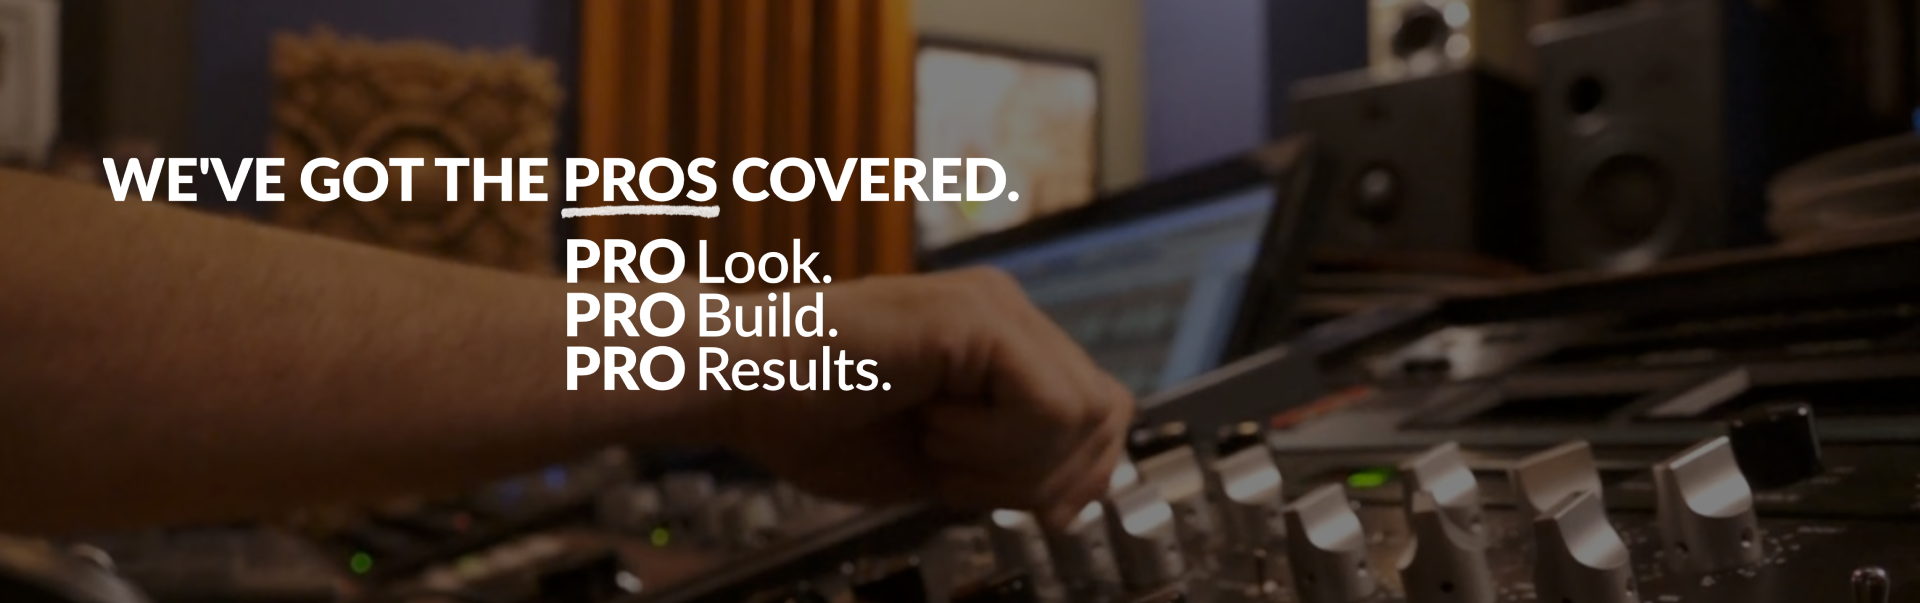 WE'VE GOT THE PROS COVERED.
PRO Look.
PRO Build.
PRO Results.